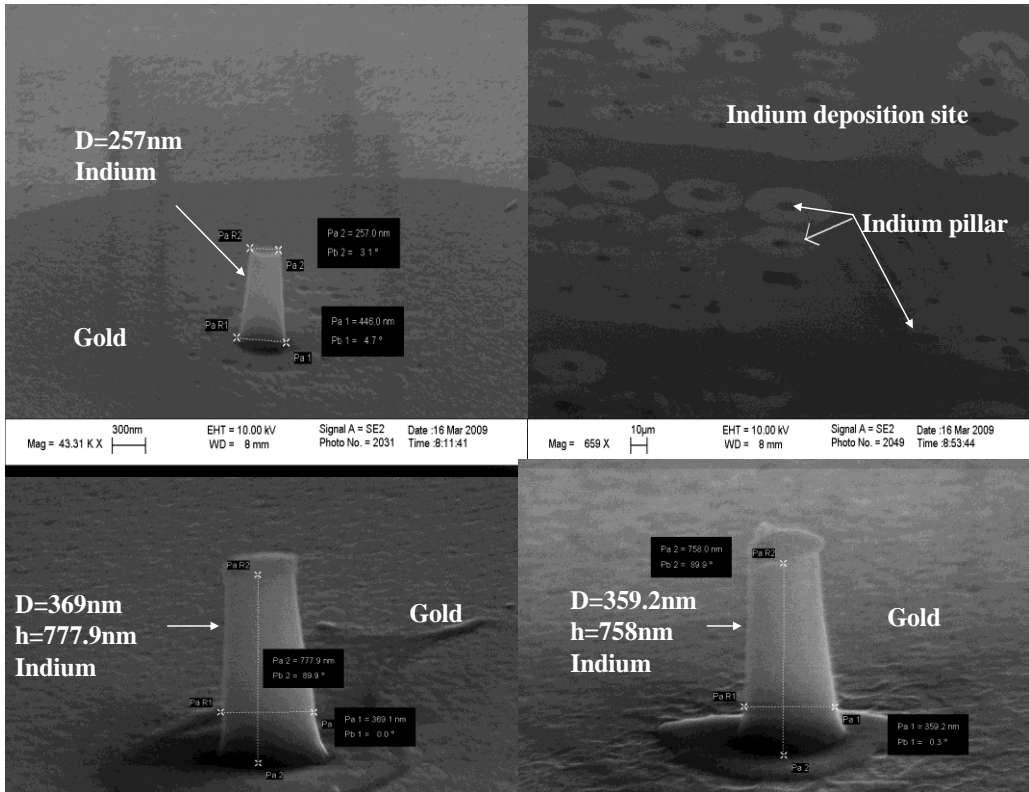 D=257nm
Indium
Gold
Pa R2
Pa 2
Pa 2 = 257.0 nm
Pb 2 = 3.1 °
Pa R1
Pa 1
Pa 1 = 446.0 nm
Pb 1 = 4.7 °
Mag = 43.31 K X
300nm
EHT = 10.00 kV
WD = 8 mm
Signal A = SE2
Photo No. = 2031
Date :16 Mar 2009
Time :8:11:41
Indium deposition site
Indium pillar
Mag = 659 X
10µm
EHT = 10.00 kV
WD = 8 mm
Signal A = SE2
Photo No. = 2049
Date :16 Mar 2009
Time :8:53:44
D=369nm
h=777.9nm
Indium
Gold
Pa R2
Pa 2 = 777.9 nm
Pb 2 = 89.9 °
Pa R1
Pa
Pa 1 = 369.1 nm
Pb 1 = 0.0 °
Pa 2
D=359.2nm
h=758nm
Indium
Gold
Pa 2 = 758.0 nm
Pb 2 = 89.9 °
Pa R2
Pa R1
Pa 1
Pa 1 = 359.2 nm
Pb 1 = 0.3 °
Pa 2